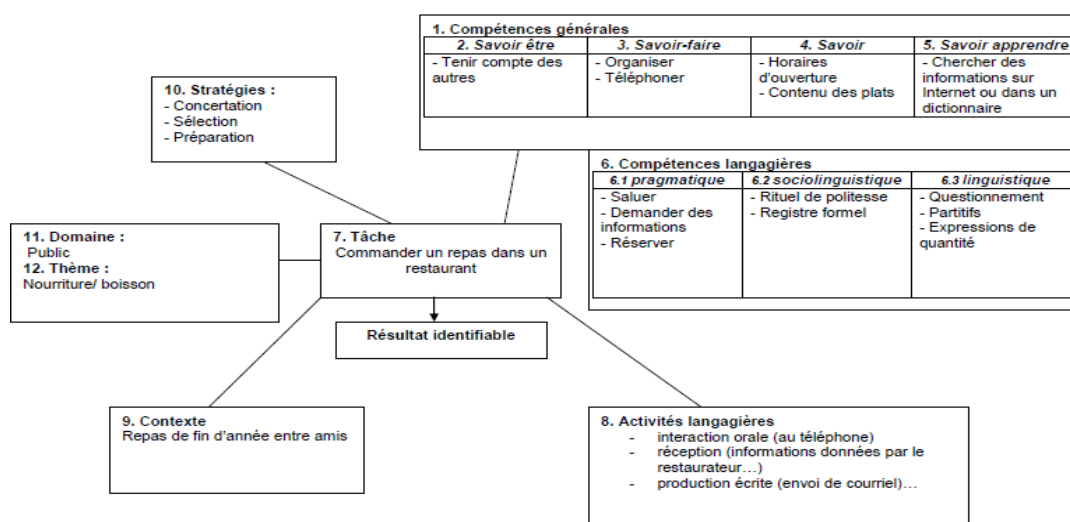 1. Compétences générales
2. Savoir être
3. Savoir-faire
4. Savoir
5. Savoir apprendre
- Tenir compte des
autres
- Organiser
- Téléphoner
- Horaires
d'ouverture
- Contenu des plats
- Chercher des
informations sur
Internet ou dans un
dictionnaire
10. Stratégies :
- Concertation
- Sélection
- Préparation
6. Compétences langagières
6.1 pragmatique
6.2 sociolinguistique
6.3 linguistique
- Saluer
- Demander des
informations
- Réserver
- Rituel de politesse
- Registre formel
- Questionnement
- Partitifs
- Expressions de
quantité
11. Domaine :
Public
12. Thème :
Nourriture/ boisson
7. Tâche
Commander un repas dans un
restaurant
Résultat identifiable
9. Contexte
Repas de fin d'année entre amis
8. Activités langagières
- interaction orale (au téléphone)
- réception (informations données par le
restaurateur…)
- production écrite (envoi de courriel)…